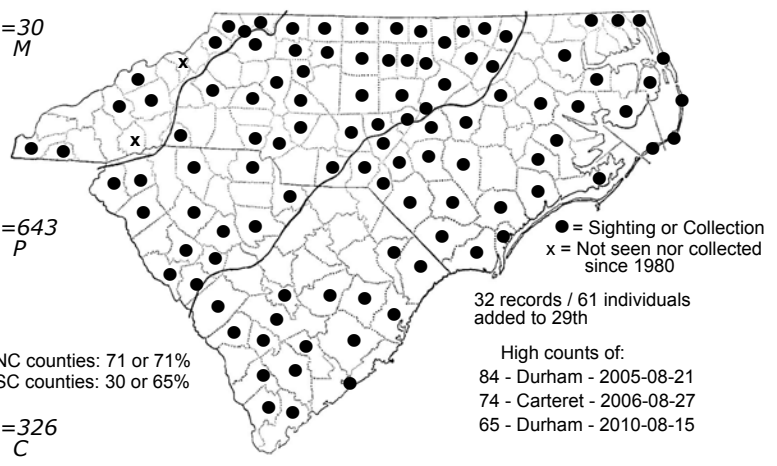 =30
M
x
x
=643
P
● = Sighting or Collection
x = Not seen nor collected
since 1980
32 records / 61 individuals
added to 29th
High counts of:
84 - Durham - 2005-08-21
74 - Carteret - 2006-08-27
65 - Durham - 2010-08-15
NC counties: 71 or 71%
SC counties: 30 or 65%
=326
C